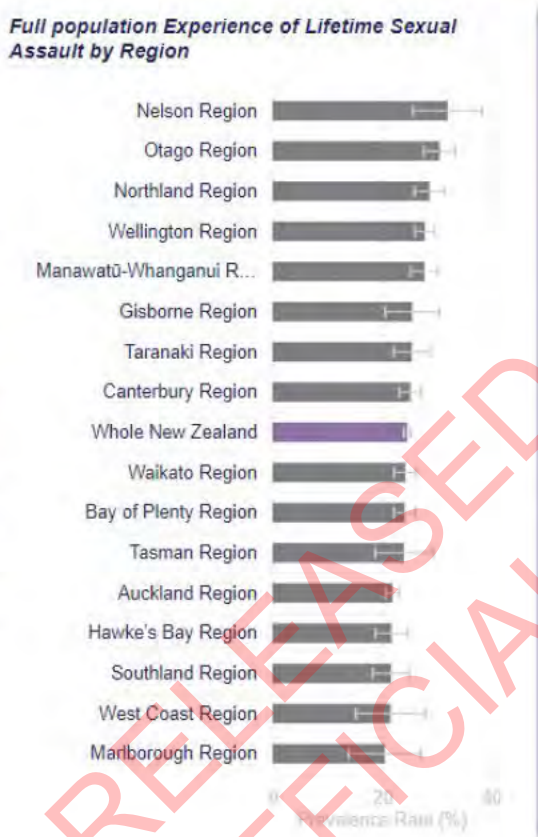 Full population Experience of Lifetime Sexual
Assault by Region
Nelson Region
Otago Region
Northland Region
Wellington Region
Manawatū-Whanganui R...
Gisborne Region
Taranaki Region
Canterbury Region
Whole New Zealand
Waikato Region
Bay of Plenty Region
Tasman Region
Auckland Region
Hawke's Bay Region
Southland Region
West Coast Region
Marlborough Region
0 20 40
Prevalence Rate (%)
RELEASED
FFICIAL